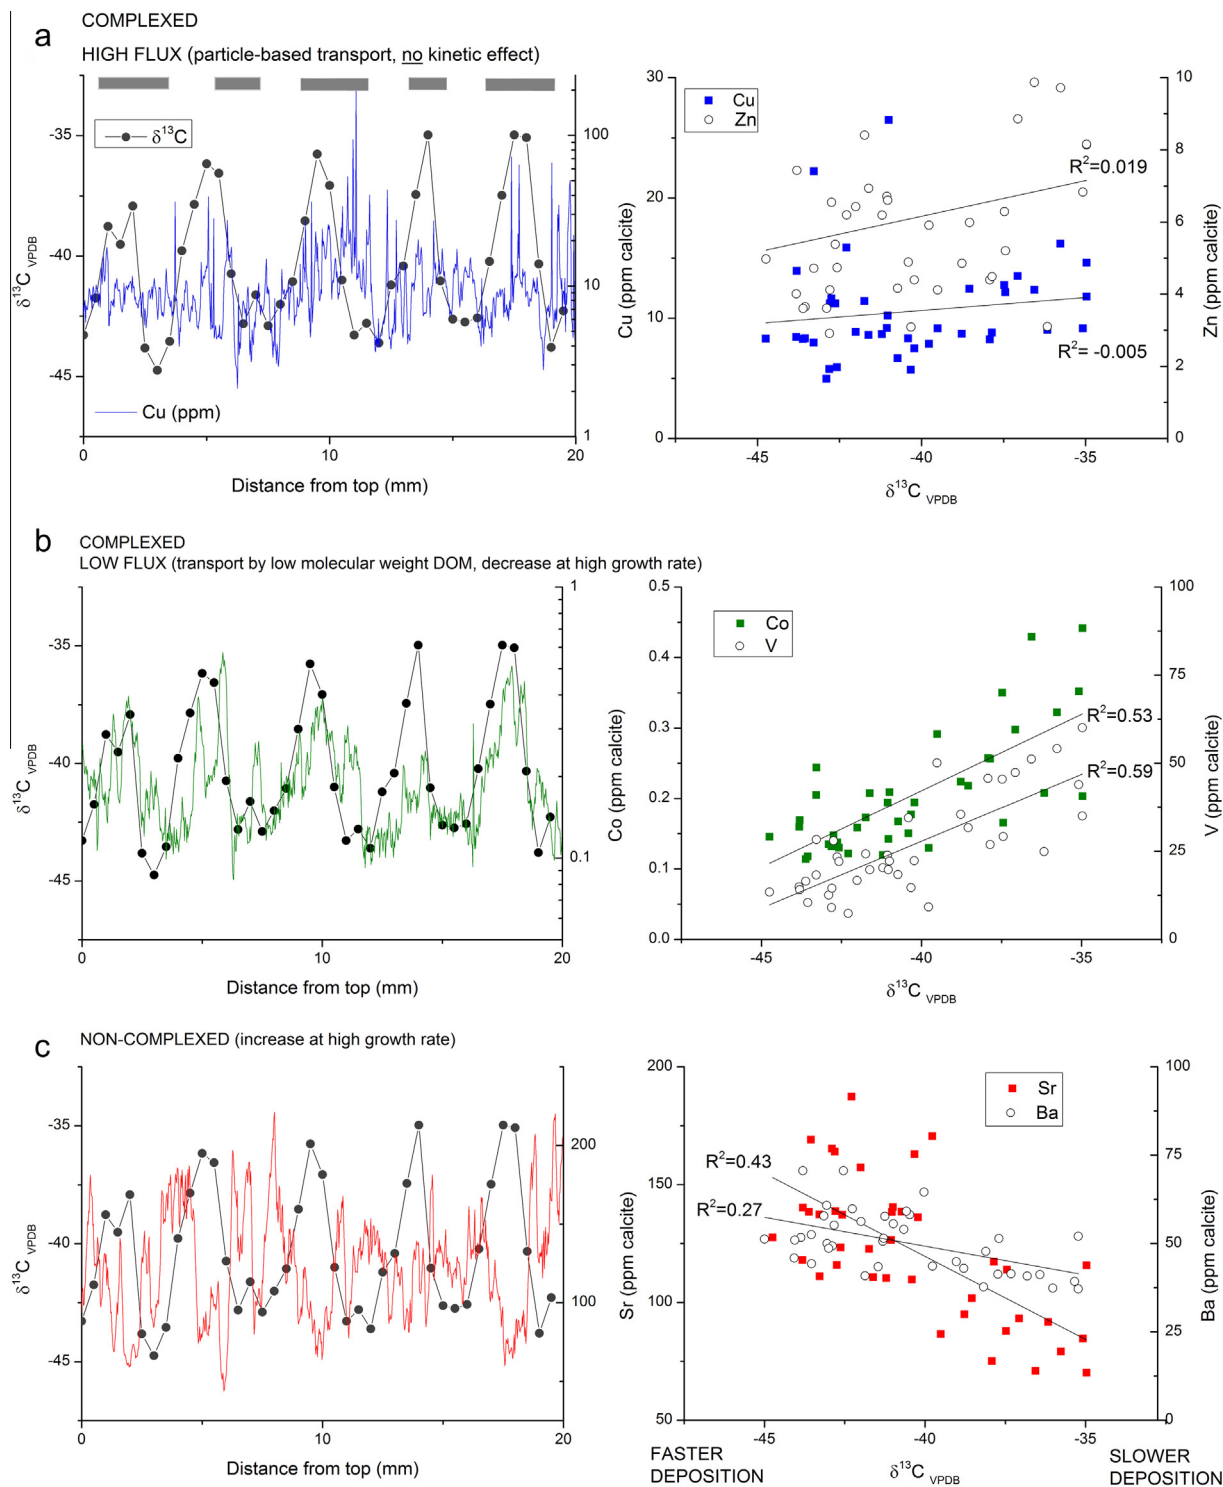 a
COMPLEXED
HIGH FLUX (particle-based transport, no kinetic effect)
-35
-40
-45
δ13C VPDB
δ13C
Cu (ppm)
100
10
1
0 5 10 15 20
Distance from top (mm)
30
20
10
0
Cu (ppm calcite)
Cu
Zn
R2=0.019
R2= -0.005
10
8
6
4
2
0
Zn (ppm calcite)
-45 -40 -35
δ13C VPDB
b
COMPLEXED
LOW FLUX (transport by low molecular weight DOM, decrease at high growth rate)
-35
-40
-45
δ13C VPDB
1
0.1
0 10 20
Distance from top (mm)
0.5
0.4
0.3
0.2
0.1
0.0
Co (ppm calcite)
Co
V
R2=0.53
R2=0.59
100
75
50
25
0
V (ppm calcite)
-45 -40 -35
δ13C VPDB
c
NON-COMPLEXED (increase at high growth rate)
-35
-40
-45
δ13C VPDB
200
100
0 10 20
Distance from top (mm)
200
150
100
50
Sr (ppm calcite)
Sr
Ba
R2=0.43
R2=0.27
100
75
50
25
0
Ba (ppm calcite)
-45 -40 -35
FASTER
DEPOSITION
δ13C VPDB
SLOWER
DEPOSITION